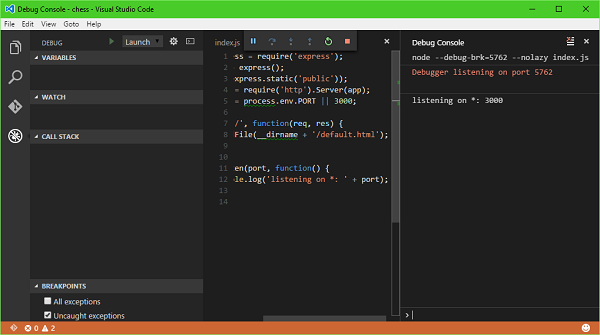 Debug Console - chess - Visual Studio Code
File Edit View Goto Help
DEBUG Launch
VARIABLES
WATCH
CALL STACK
BREAKPOINTS
All exceptions
Uncaught exceptions
index.js
1 ss = require('express');
2 express();
3 xpress.static('public'));
4 = require('http').Server(app);
5 = process.env.PORT || 3000;
6
7 /', function(req, res) {
8 File(__dirname + '/default.html');
9
10
11 en(port, function() {
12 le.log('listening on *: ' + port);
13
14
Debug Console
node --debug-brk=5762 --nolazy index.js
Debugger listening on port 5762
listening on *: 3000
>
0 2